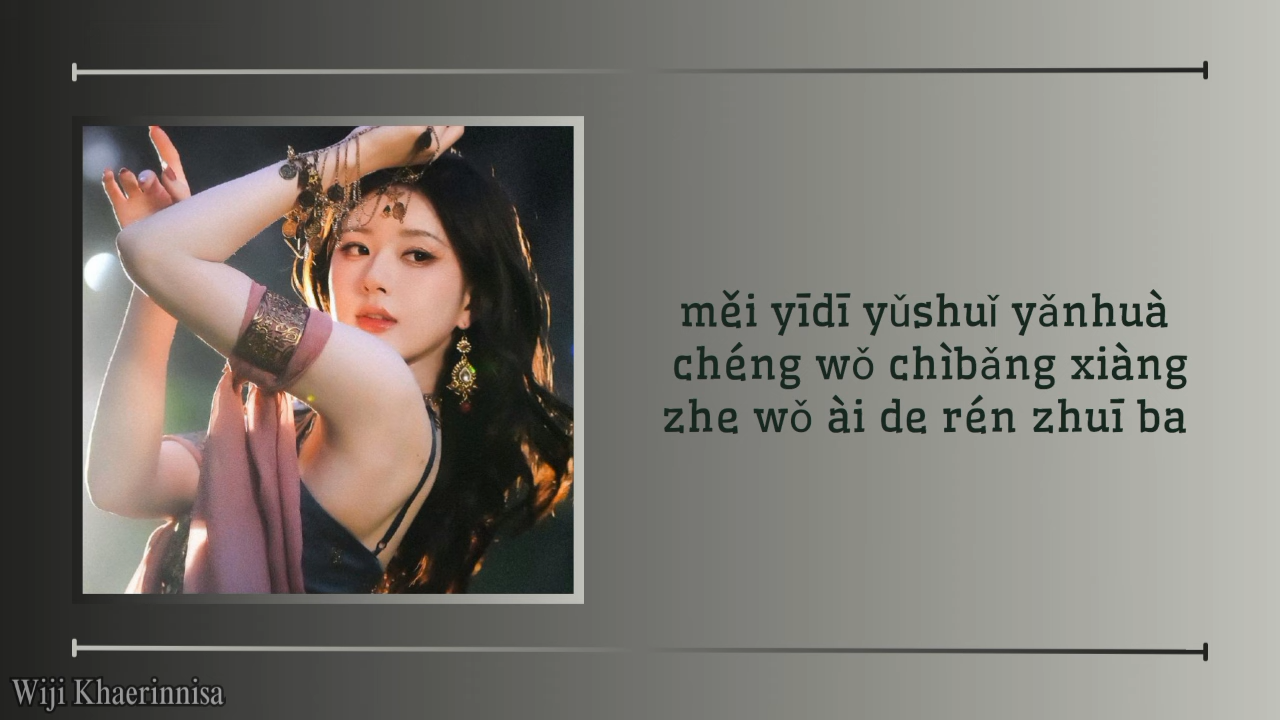 měi yīdī yǔshuǐ yǎnhuà
chéng wǒ chìbǎng xiàng
zhe wǒ ài de rén zhuī ba
Wiji Khaerinnisa